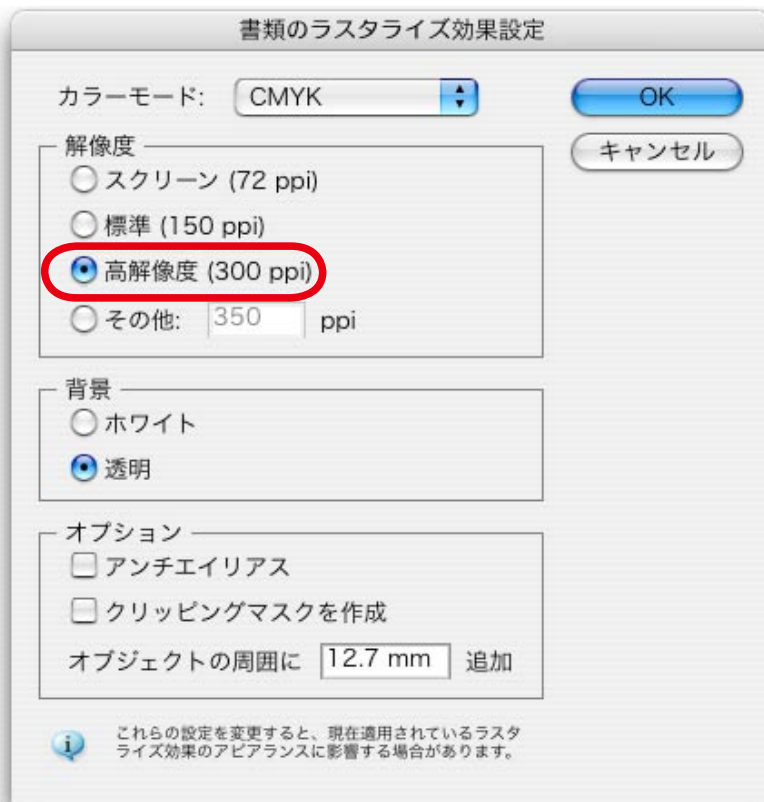 書類のラスタライズ効果設定
カラーモード: CMYK
OK
キャンセル
解像度
スクリーン (72 ppi)
標準 (150 ppi)
高解像度 (300 ppi)
その他: 350 ppi
背景
ホワイト
透明
オプション
アンチエイリアス
クリッピングマスクを作成
オブジェクトの周囲に 12.7 mm 追加
これらの設定を変更すると、現在適用されているラスタ
ライズ効果のアピアランスに影響する場合があります。